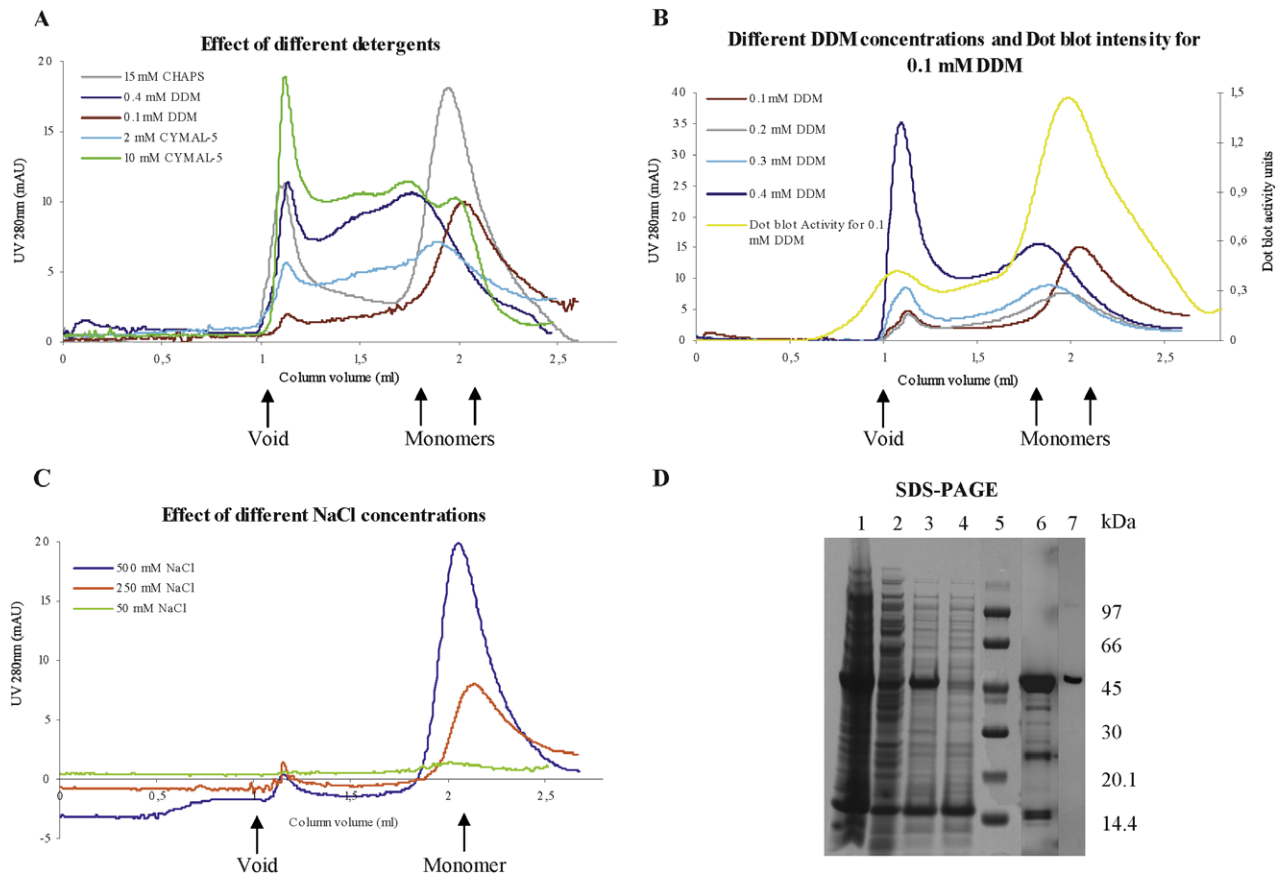 A
Effect of different detergents
15 mM CHAPS
0.4 mM DDM
0.1 mM DDM
2 mM CYMAL-5
10 mM CYMAL-5
UV 280nm (mAU)
20
15
10
5
0
0
0,5
1
1,5
2
2,5
Column volume (ml)
Void
Monomers
B
Different DDM concentrations and Dot blot intensity for
0.1 mM DDM
0.1mM DDM
0.2 mM DDM
0.3 mM DDM
0.4 mM DDM
Dot blot Activity for 0.1
mM DDM
UV 280nm (mAU)
40
35
30
25
20
15
10
5
0
1,5
1,2
0,9
0,6
0,3
0
Dot blot activity units
0
0,5
1
1,5
2
2,5
Column volume (ml)
Void
Monomers
C
Effect of different NaCl concentrations
500 mM NaCl
250 mM NaCl
50 mM NaCl
UV 280nm (mAU)
20
15
10
5
0
-5
0
0,5
1
1,5
2
2,5
Column volume (ml)
Void
Monomer
D
SDS-PAGE
1 2 3 4 5 6 7 kDa
97
66
45
30
20.1
14.4